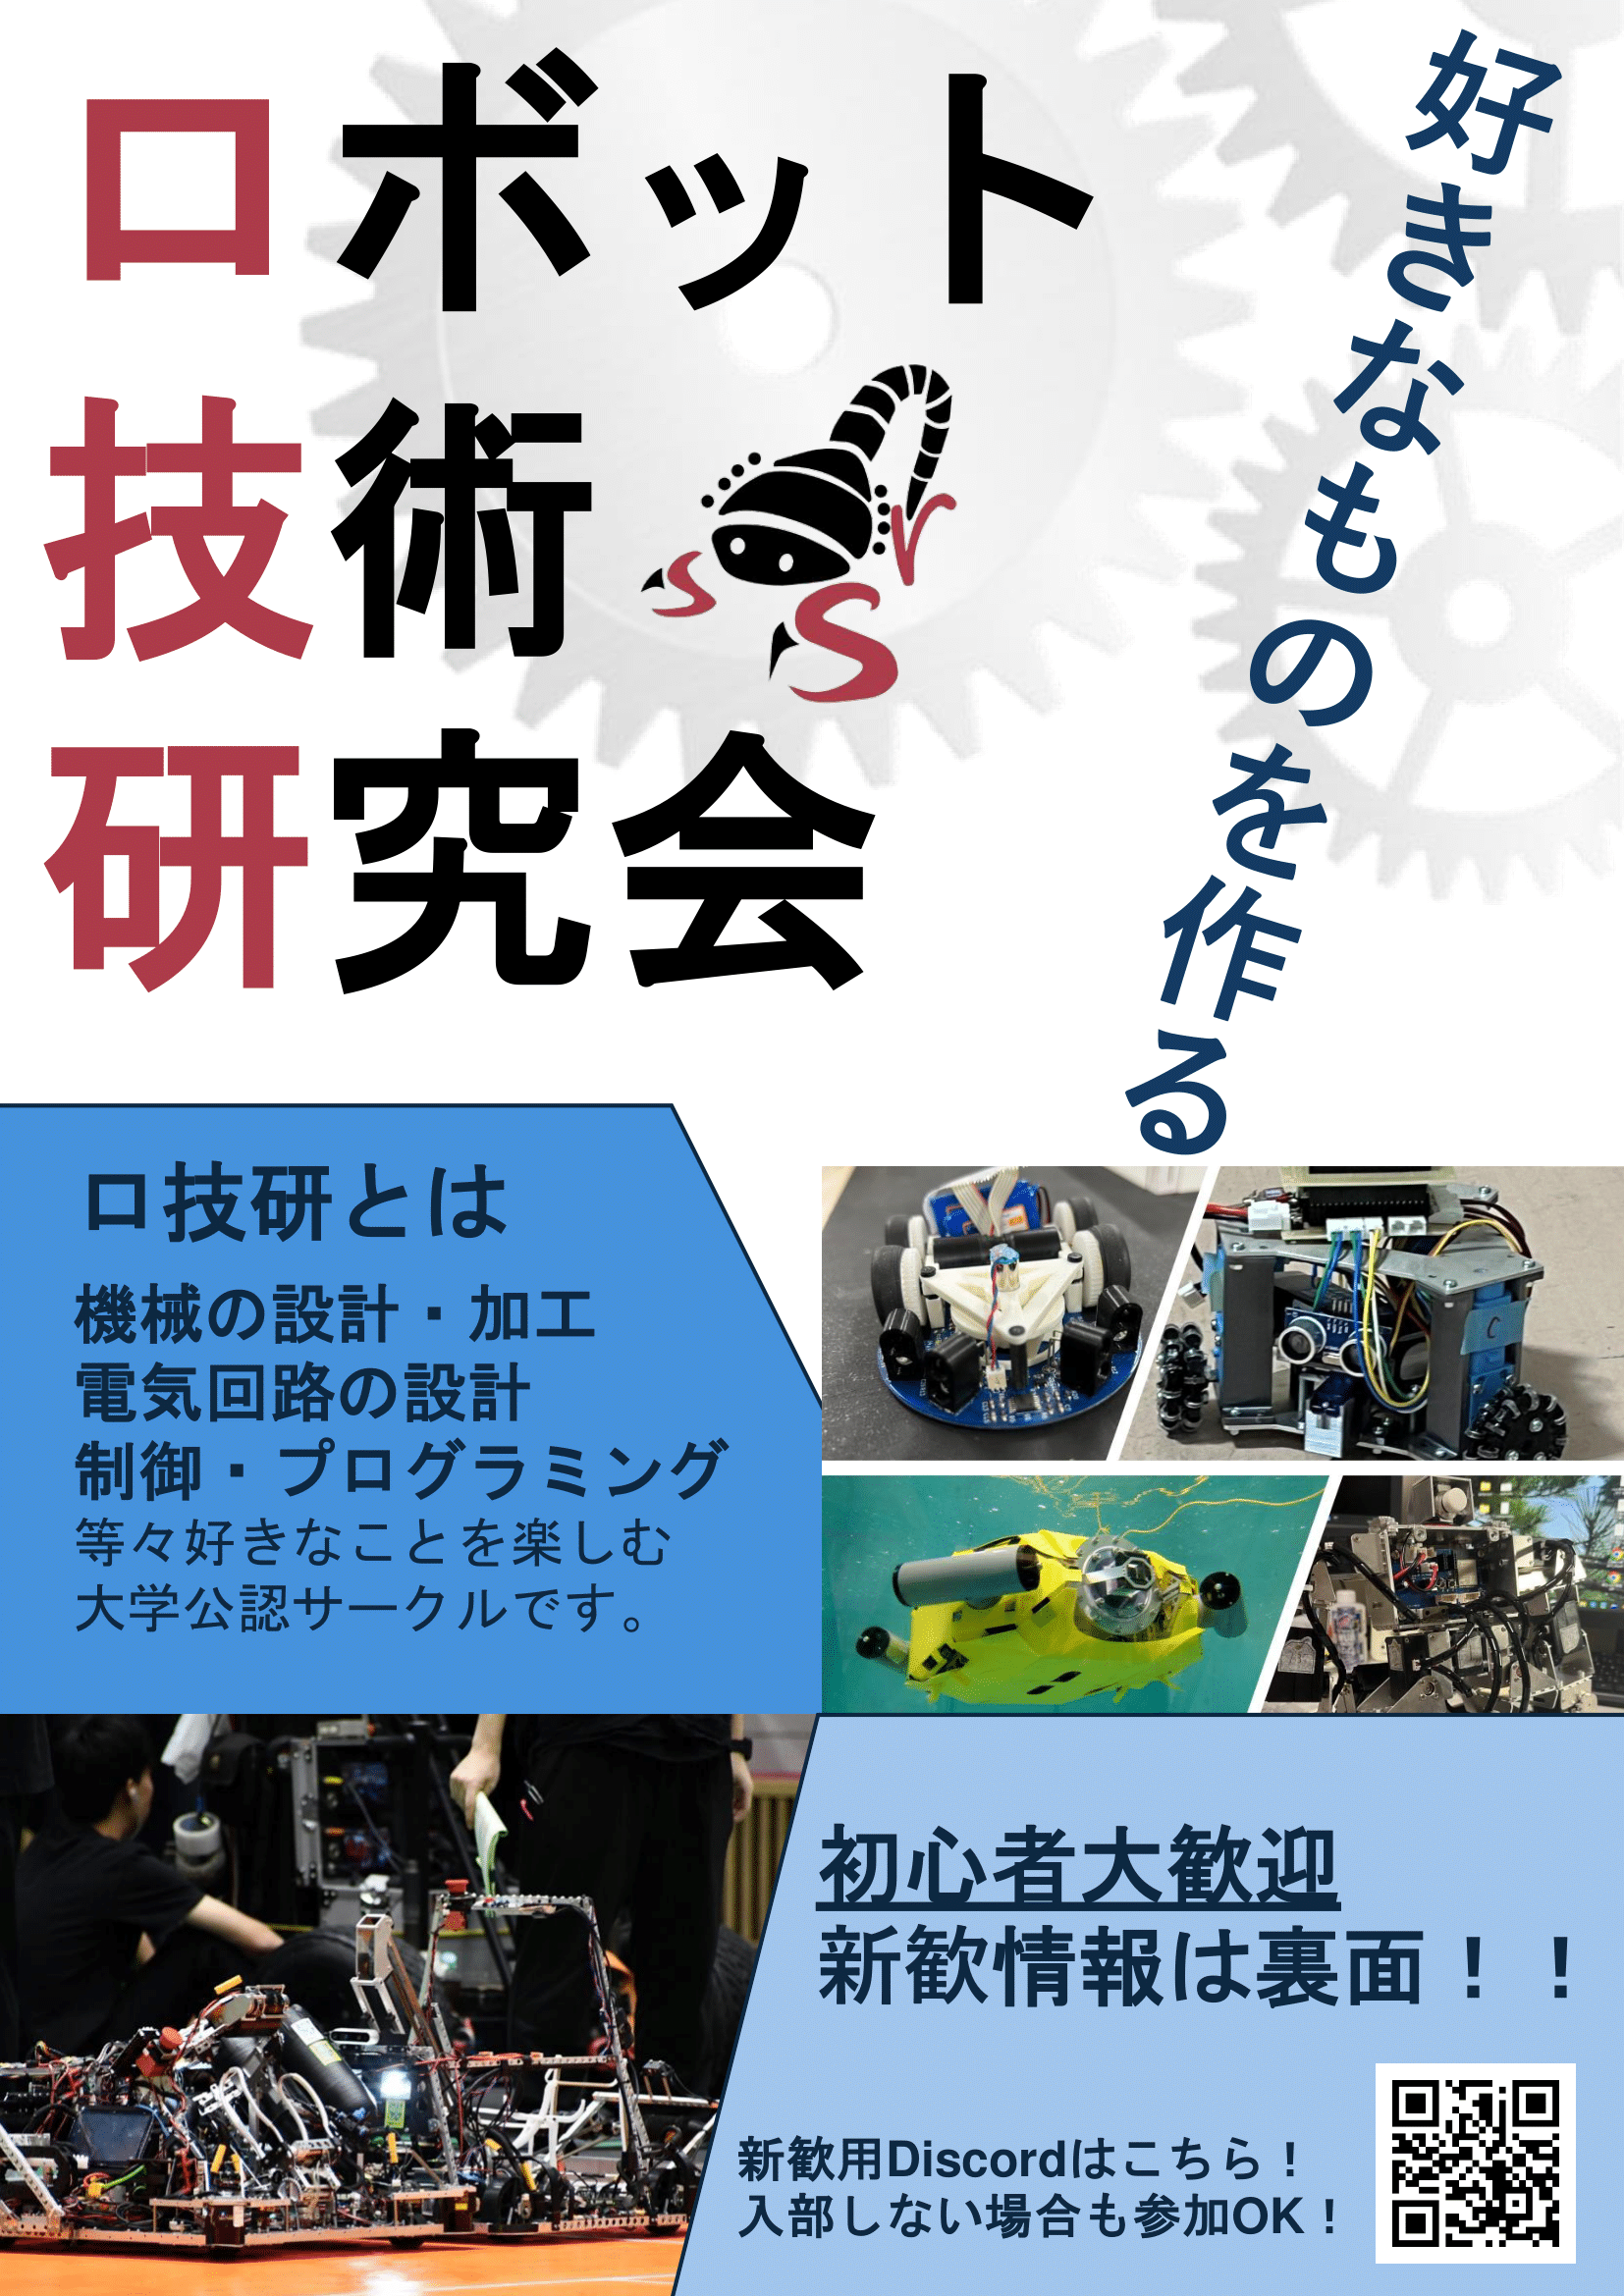 ロボット
技術
研究会
s
S
r
好きなものを作る
ロ技研とは
機械の設計・加工
電気回路の設計
制御・プログラミング
等々好きなことを楽しむ
大学公認サークルです。
C
初心者大歓迎
新歓情報は裏面！！
新歓用Discordはこちら！
入部しない場合も参加OK！